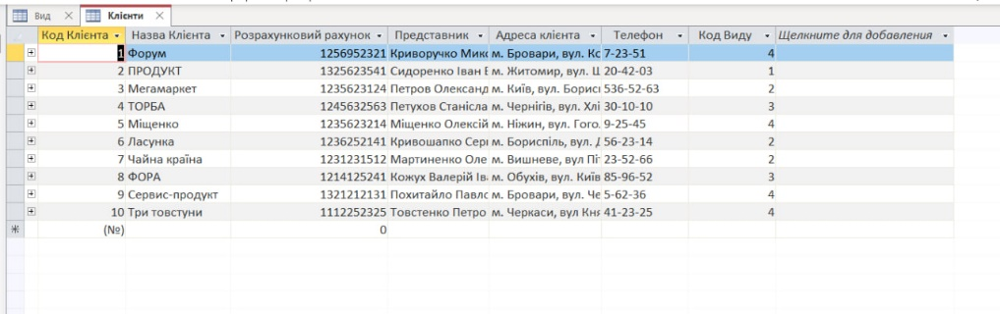 Вид Клієнти
Код Клієнта Назва Клієнта Розрахунковий рахунок Представник Адреса клієнта Телефон Код Виду Щелкните для добавления
1 Форум 1256952321 Криворучко Мик м. Бровари, вул. Ко 7-23-51 4
2 ПРОДУКТ 1325623541 Сидоренко Іван м. Житомир, вул. 20-42-03 1
3 Мегамаркет 1235623124 Петров Олександ м. Київ, вул. Борис 536-52-63 2
4 ТОРБА 1245632563 Петухов Станісла м. Чернігів, вул. Хлі 30-10-10 3
5 Міщенко 1235623214 Міщенко Олексій м. Ніжин, вул. Гого 9-25-45 4
6 Ласунка 1236252141 Кривошапко Сер м. Бориспіль, вул. 56-23-14 2
7 Чайна країна 1231231512 Мартиненко Оле м. Вишневе, вул Пі 23-52-66 2
8 ФОРА 1214125241 Кожух Валерій Ів м. Обухів, вул. Київ 85-96-52 3
9 Сервис-продукт 1321212131 Похитайло Павл м. Бровари, вул. Че 5-62-36 4
10 Три товстуни 1112252325 Товстенко Петро м. Черкаси, вул Кня 41-23-25 4
(№) 0